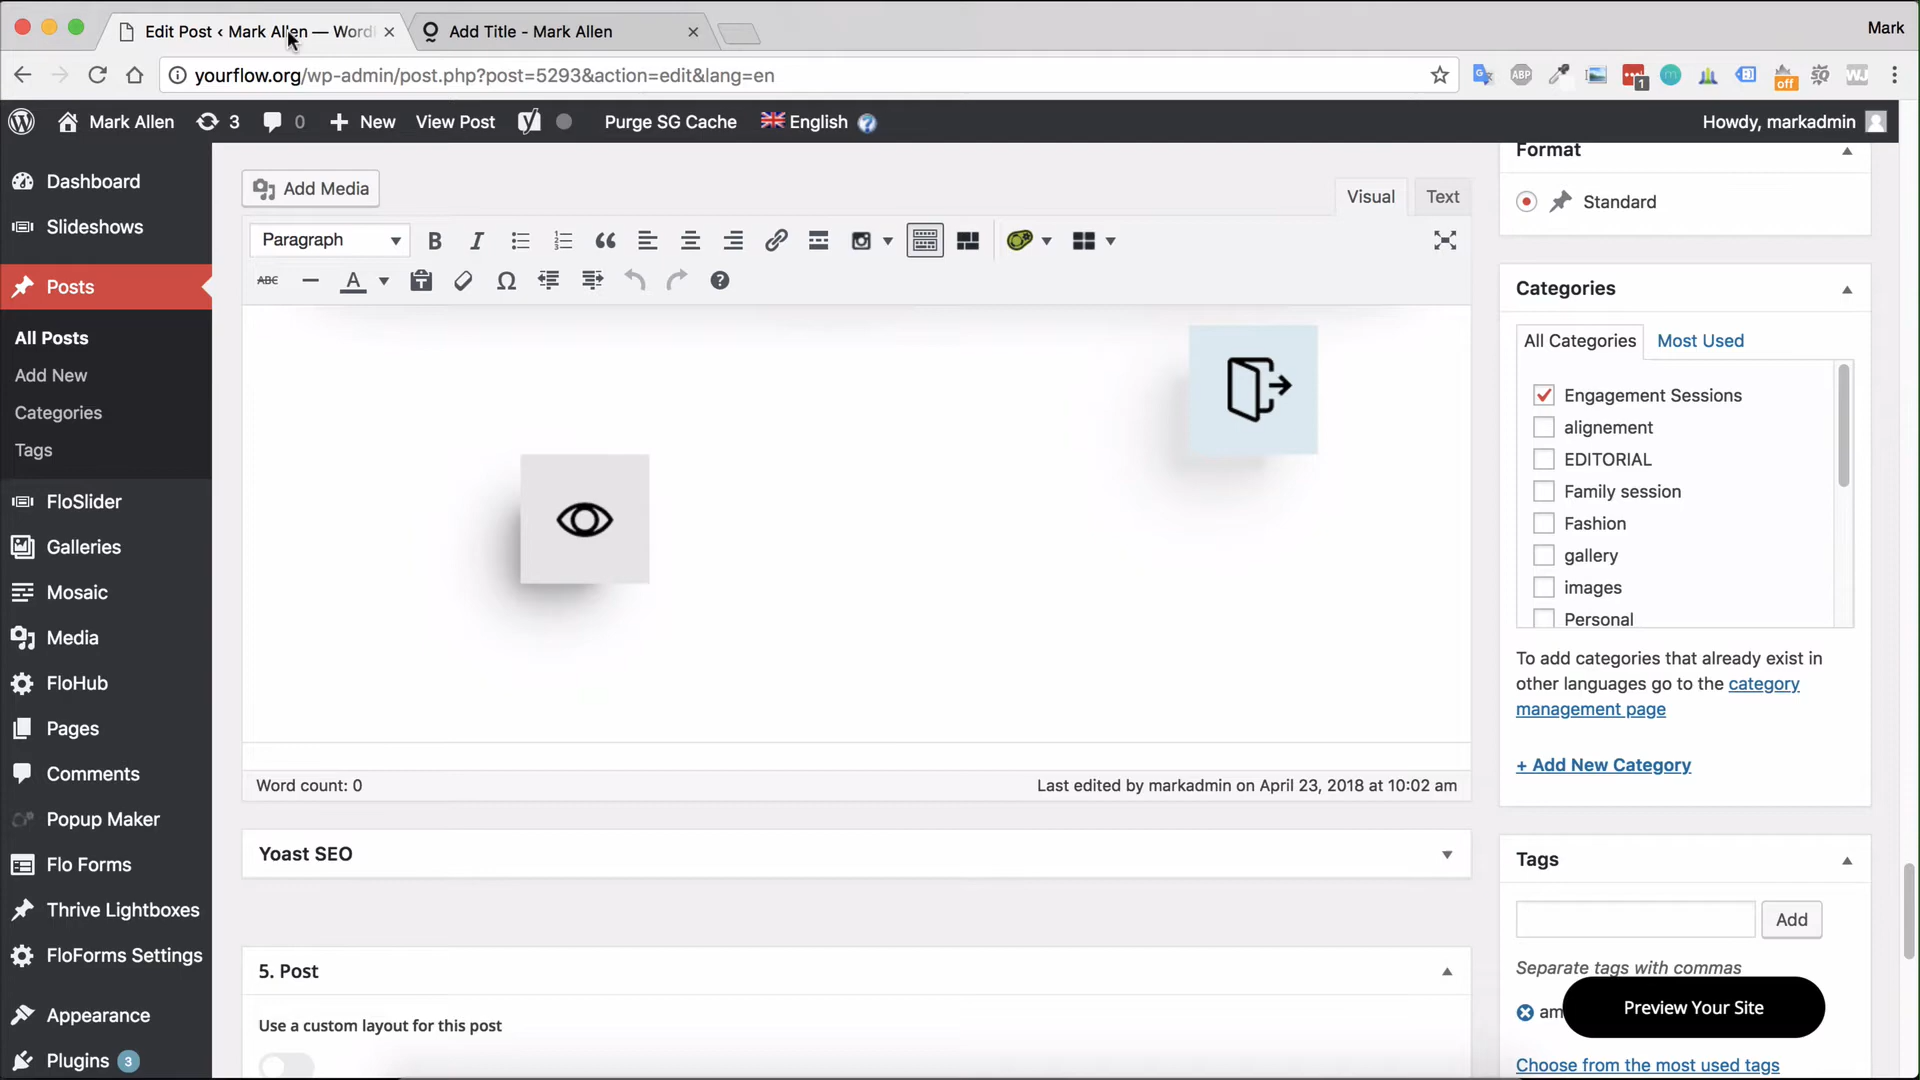 Edit Post ‹ Mark Allen — Word
Add Title - Mark Allen
Mark
yourflow.org/wp-admin/post.php?post=5293&action=edit&lang=en
ABP
1
off
WJ
Mark Allen
3
0
New
View Post
Purge SG Cache
English
Howdy, markadmin
Dashboard
Slideshows
Posts
All Posts
Add New
Categories
Tags
FloSlider
Galleries
Mosaic
Media
FloHub
Pages
Comments
Popup Maker
Flo Forms
Thrive Lightboxes
FloForms Settings
Appearance
Plugins 3
Add Media
Visual
Text
Paragraph
B
I
ABC
A
Ω
Word count: 0
Last edited by markadmin on April 23, 2018 at 10:02 am
Yoast SEO
5. Post
Use a custom layout for this post
Format
Standard
Categories
All Categories
Most Used
Engagement Sessions
alignement
EDITORIAL
Family session
Fashion
gallery
images
Personal
To add categories that already exist in
other languages go to the category
management page
+ Add New Category
Tags
Add
Separate tags with commas
am
Preview Your Site
Choose from the most used tags